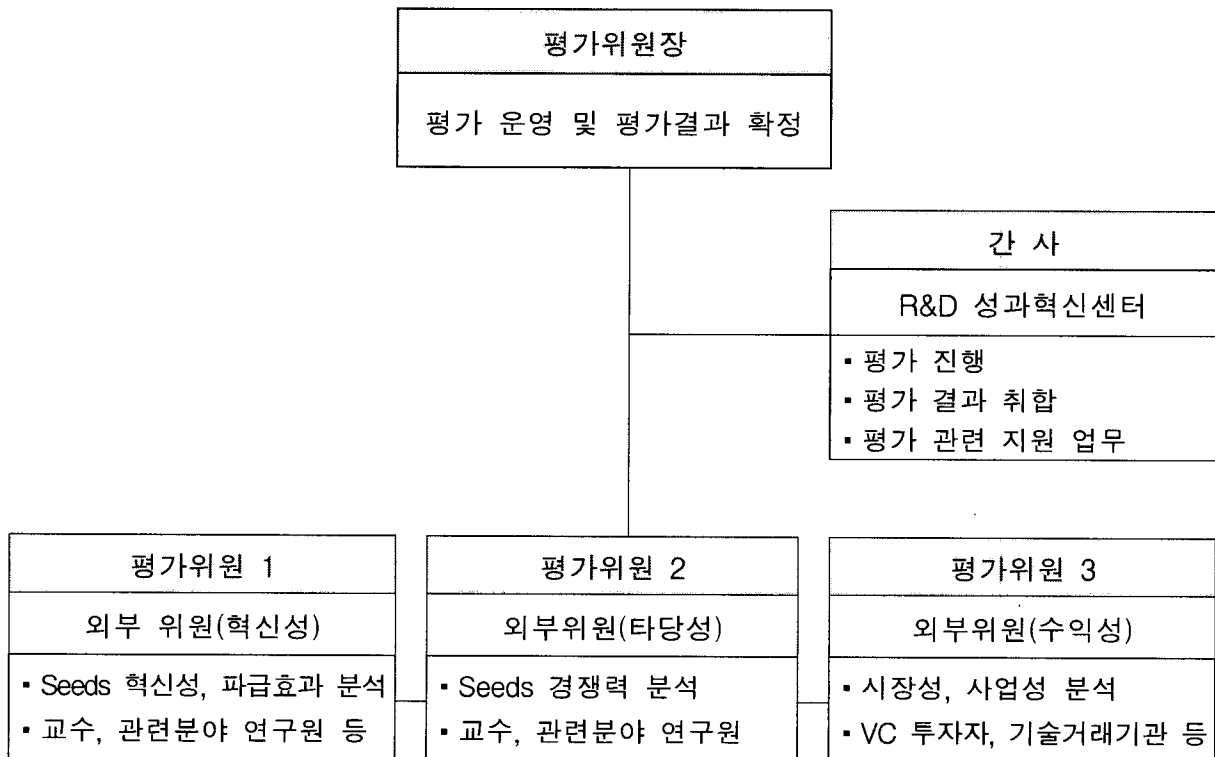 평가위원장
평가 운영 및 평가결과 확정
간 사
R&D 성과혁신센터
▪ 평가 진행
▪ 평가 결과 취합
▪ 평가 관련 지원 업무
평가위원 1
외부 위원(혁신성)
▪ Seeds 혁신성, 파급효과 분석
▪ 교수, 관련분야 연구원 등
평가위원 2
외부위원(타당성)
▪ Seeds 경쟁력 분석
▪ 교수, 관련분야 연구원
평가위원 3
외부위원(수익성)
▪ 시장성, 사업성 분석
▪ VC 투자자, 기술거래기관 등